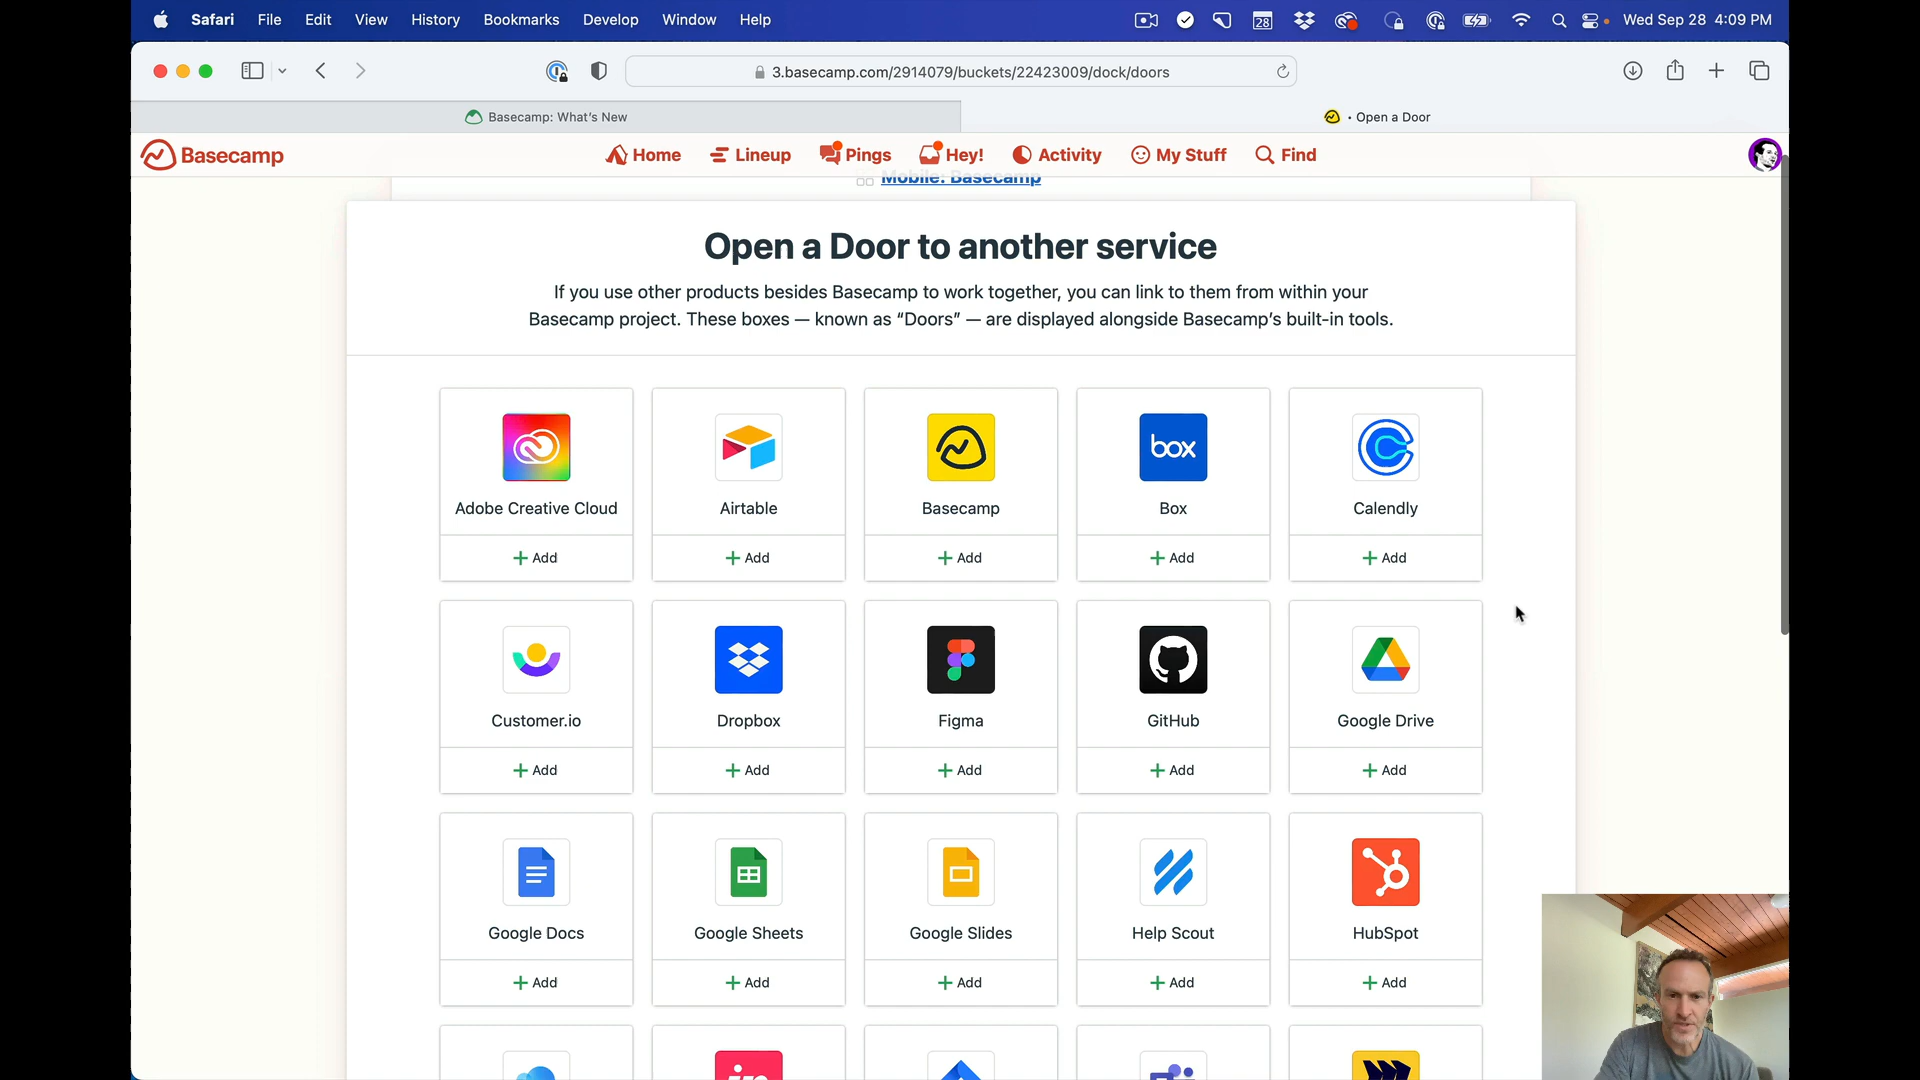 Safari File Edit View History Bookmarks Develop Window Help 28 Wed Sep 28 4:09 PM
3.basecamp.com/2914079/buckets/22423009/dock/doors
Basecamp: What's New
• Open a Door
Basecamp Home Lineup Pings Hey! Activity My Stuff Find
Mobile: Basecamp
Open a Door to another service
If you use other products besides Basecamp to work together, you can link to them from within your
Basecamp project. These boxes — known as “Doors” — are displayed alongside Basecamp’s built-in tools.
box
Adobe Creative Cloud Airtable Basecamp Box Calendly
+ Add + Add + Add + Add + Add
Customer.io Dropbox Figma GitHub Google Drive
+ Add + Add + Add + Add + Add
Google Docs Google Sheets Google Slides Help Scout HubSpot
+ Add + Add + Add + Add + Add
in